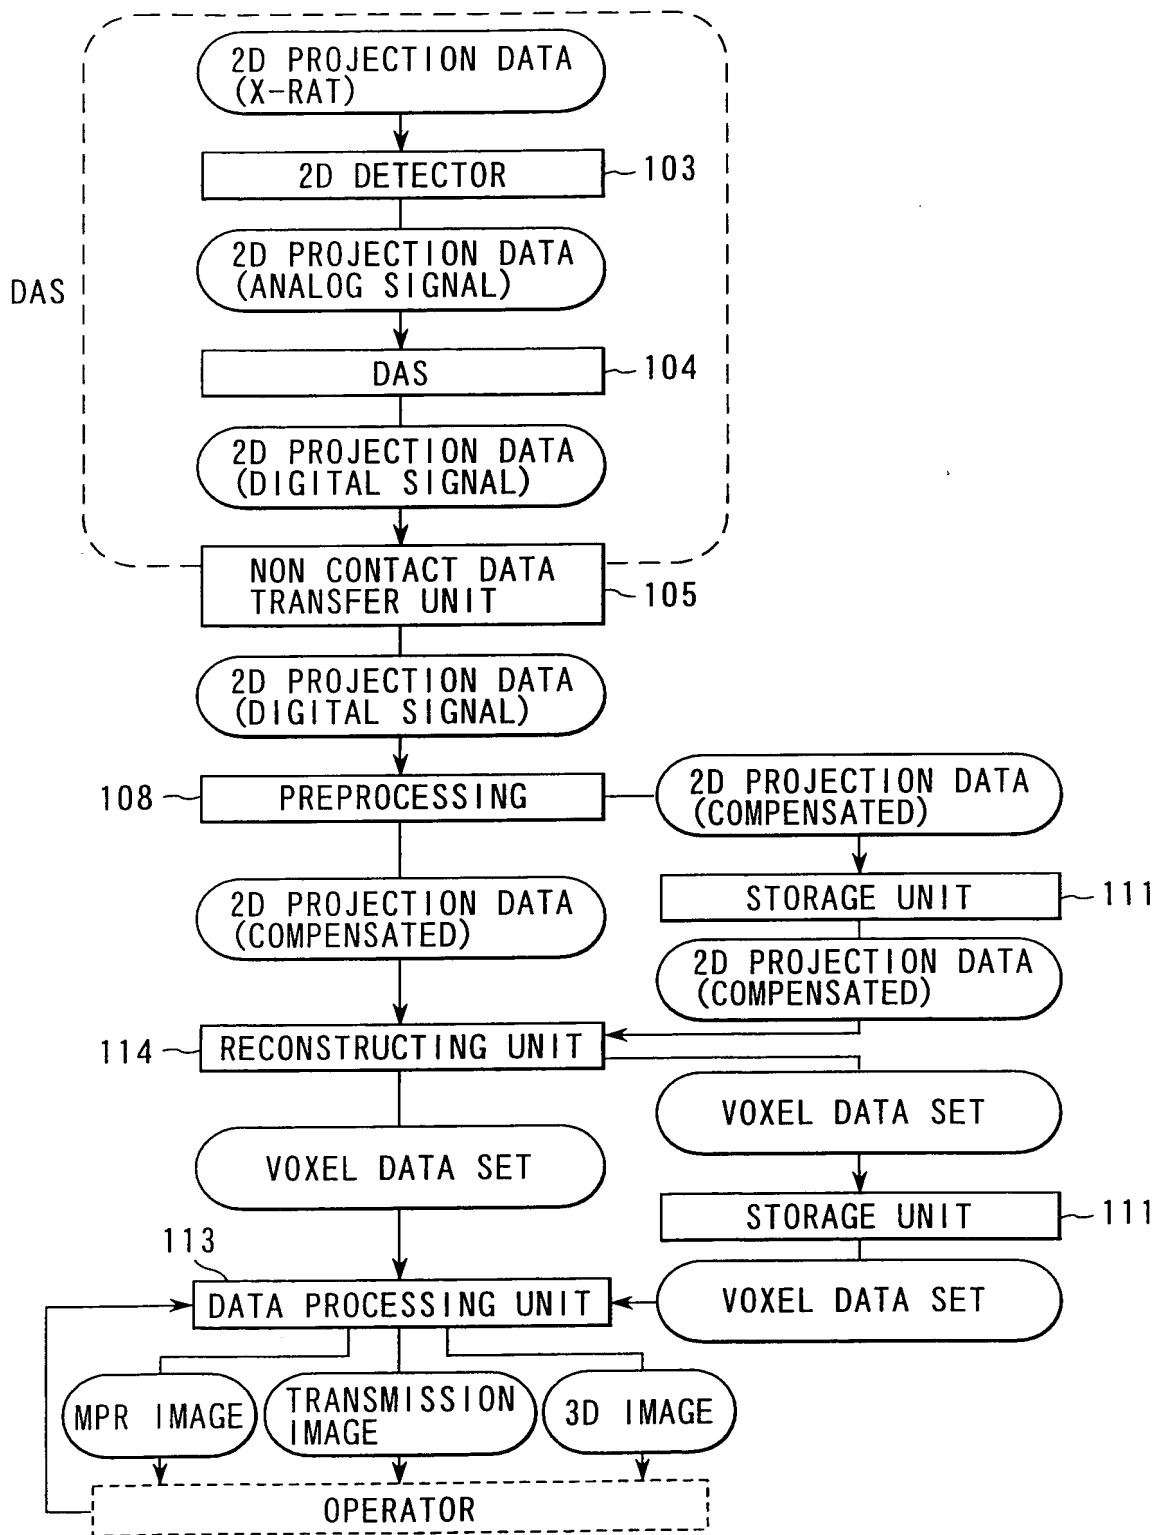 2D PROJECTION DATA
(X-RAT)
2D DETECTOR
103
2D PROJECTION DATA
(ANALOG SIGNAL)
DAS
DAS
104
2D PROJECTION DATA
(DIGITAL SIGNAL)
NON CONTACT DATA
TRANSFER UNIT
105
2D PROJECTION DATA
(DIGITAL SIGNAL)
108
PREPROCESSING
2D PROJECTION DATA
(COMPENSATED)
STORAGE UNIT
111
2D PROJECTION DATA
(COMPENSATED)
2D PROJECTION DATA
(COMPENSATED)
114
RECONSTRUCTING UNIT
VOXEL DATA SET
VOXEL DATA SET
STORAGE UNIT
111
113
DATA PROCESSING UNIT
VOXEL DATA SET
MPR IMAGE
TRANSMISSION
IMAGE
3D IMAGE
OPERATOR